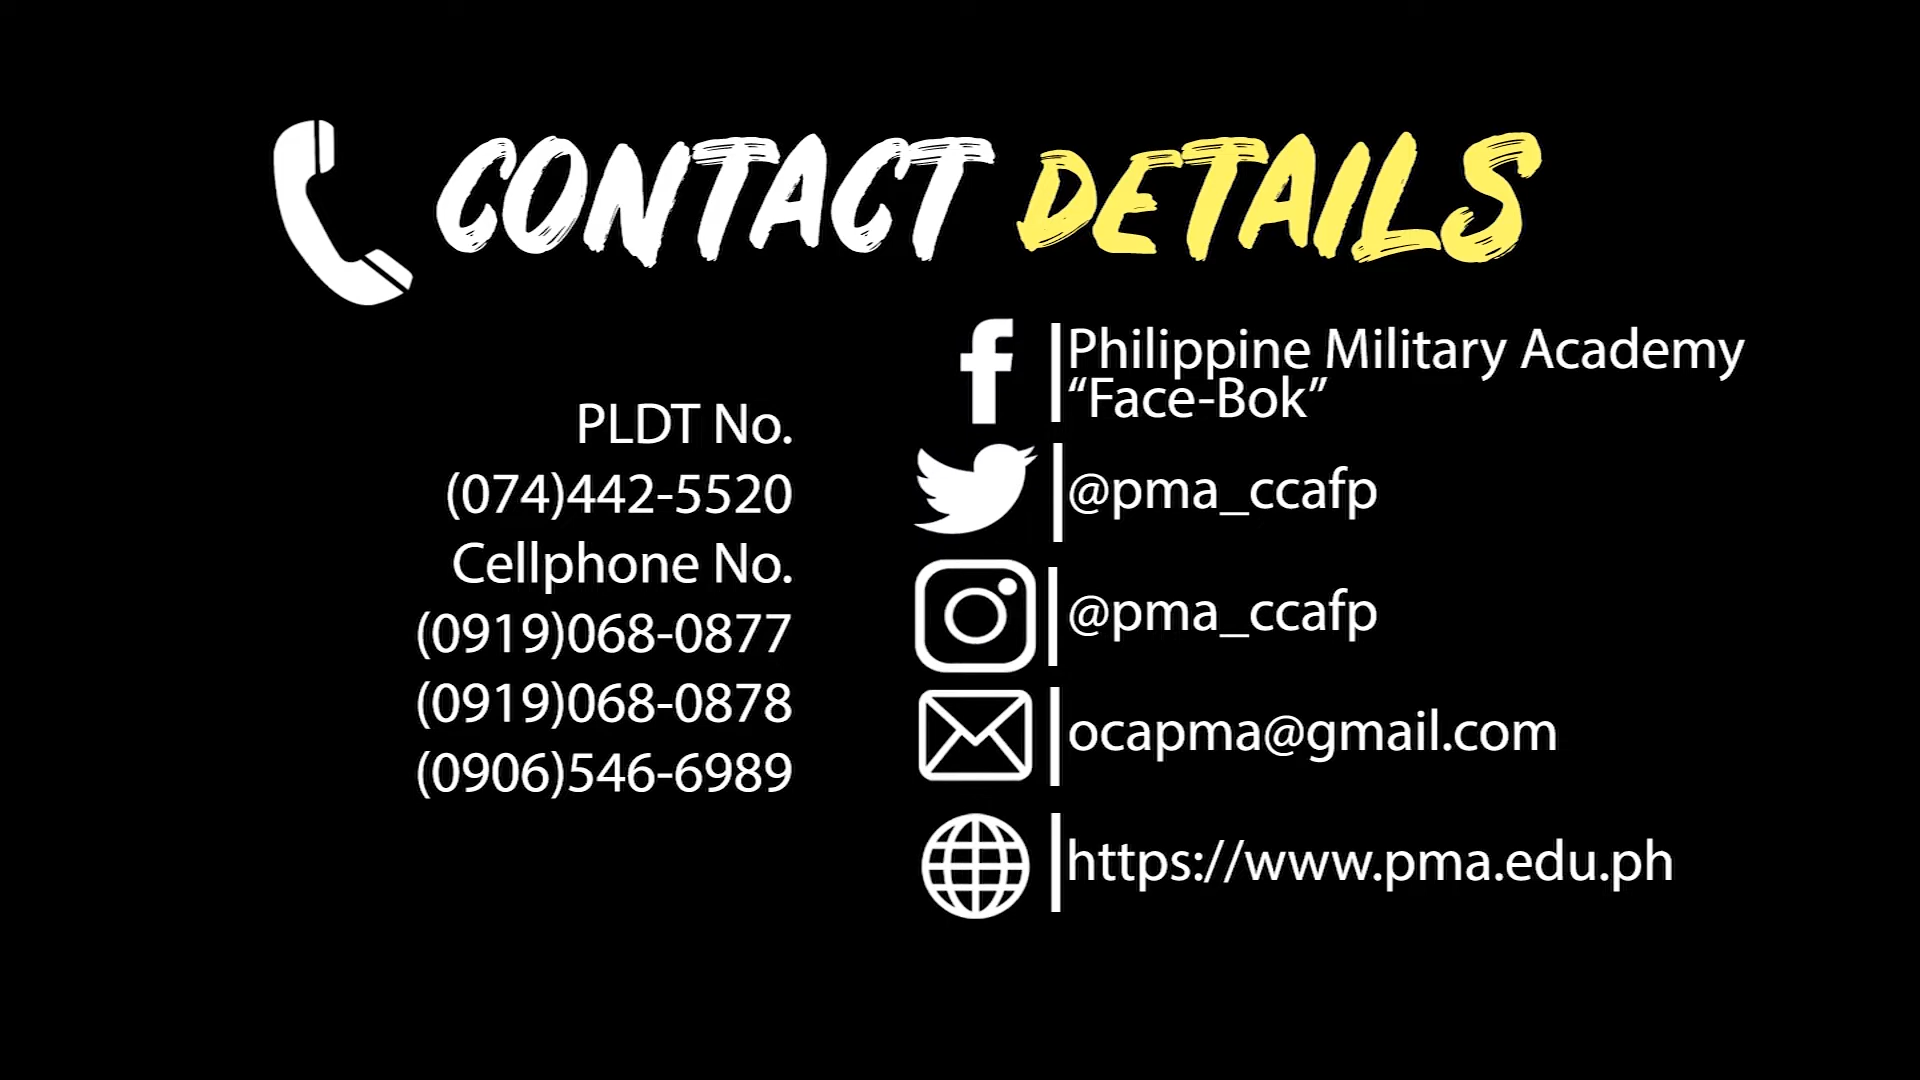 CONTACT DETAILS
PLDT No.
(074)442-5520
Cellphone No.
(0919)068-0877
(0919)068-0878
(0906)546-6989
Philippine Military Academy
“Face-Bok”
@pma_ccafp
@pma_ccafp
ocapma@gmail.com
https://www.pma.edu.ph